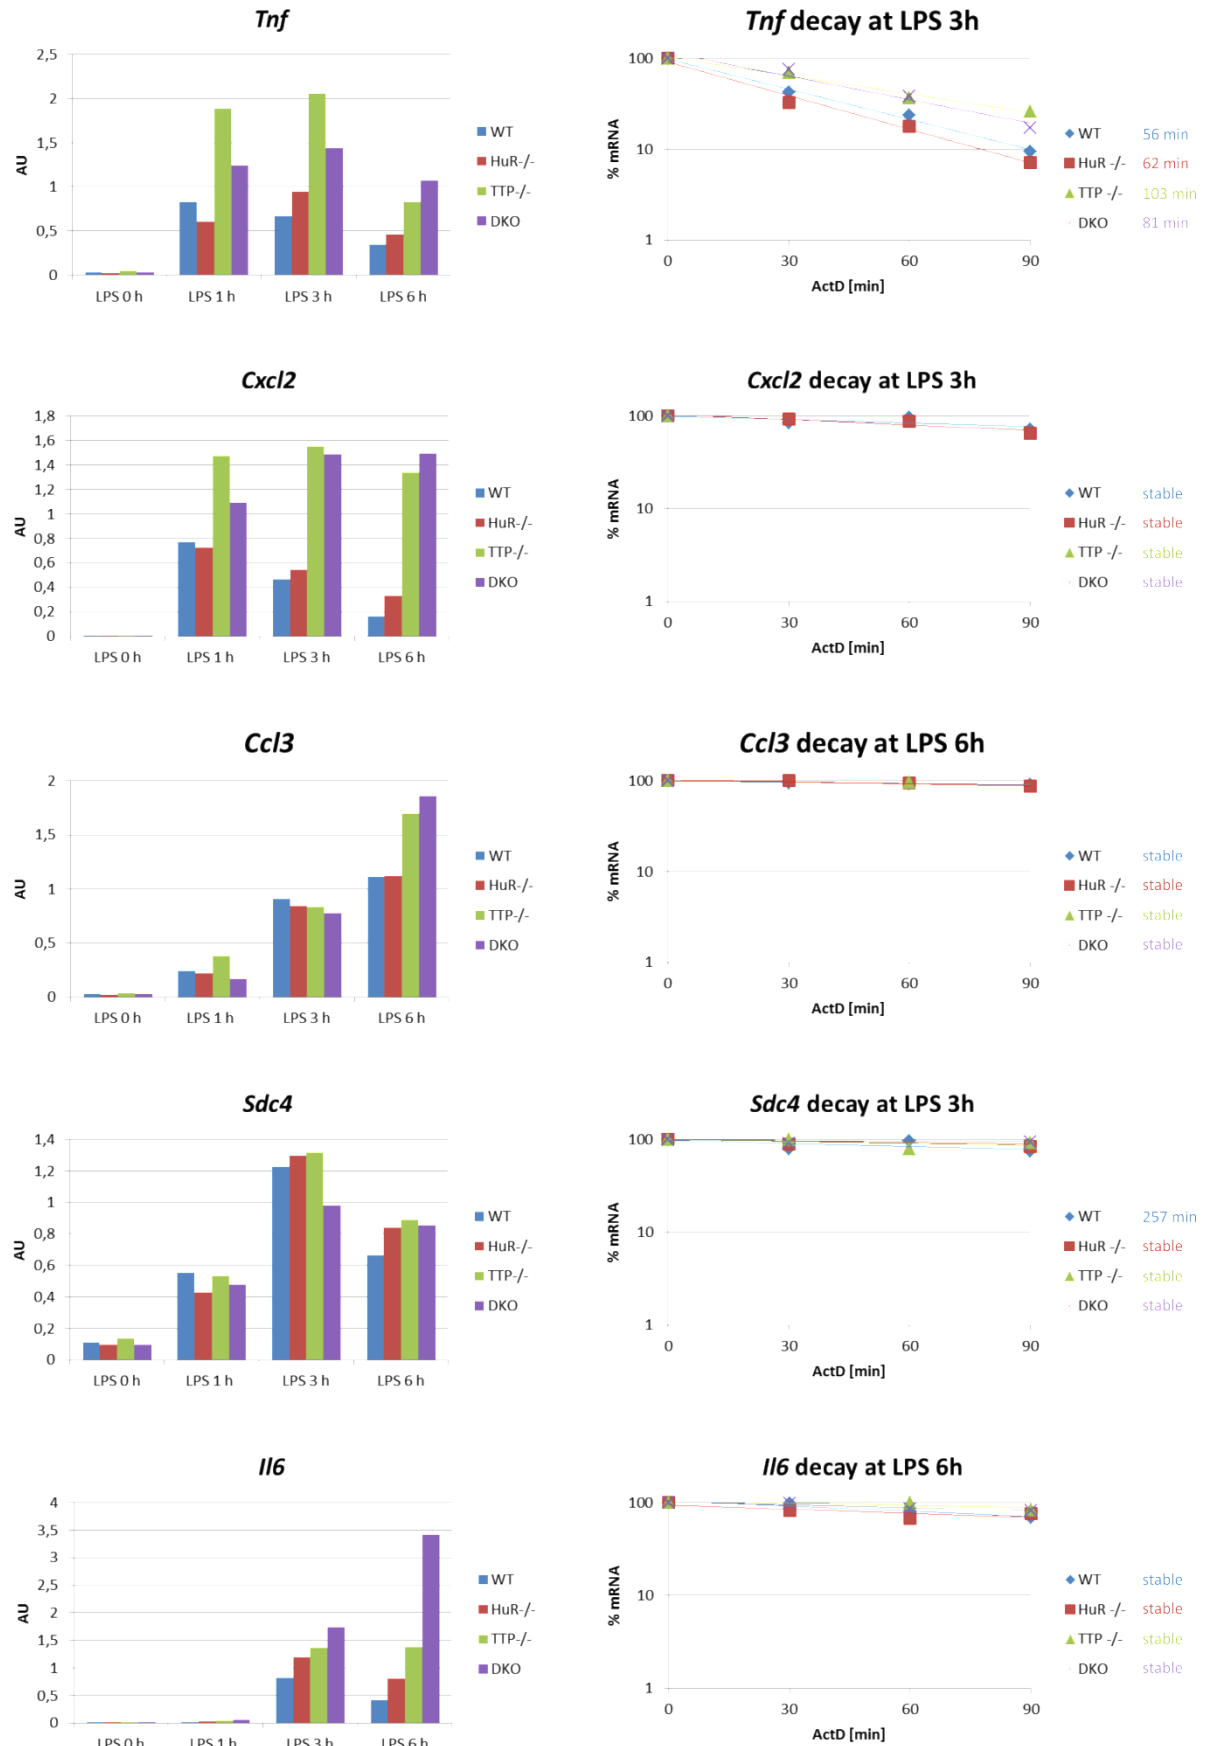 Tnf
2,5
2
1,5
1
0,5
0
AU
LPS 0 h LPS 1 h LPS 3 h LPS 6 h
WT
HuR-/-
TTP-/-
DKO
Tnf decay at LPS 3h
100
10
1
% mRNA
0 30 60 90
ActD [min]
WT 56 min
HuR -/- 62 min
TTP -/- 103 min
DKO 81 min
Cxcl2
1,8
1,6
1,4
1,2
1
0,8
0,6
0,4
0,2
0
AU
LPS 0 h LPS 1 h LPS 3 h LPS 6 h
WT
HuR-/-
TTP-/-
DKO
Cxcl2 decay at LPS 3h
100
10
1
% mRNA
0 30 60 90
ActD [min]
WT stable
HuR -/- stable
TTP -/- stable
DKO stable
Ccl3
2
1,5
1
0,5
0
AU
LPS 0 h LPS 1 h LPS 3 h LPS 6 h
WT
HuR-/-
TTP-/-
DKO
Ccl3 decay at LPS 6h
100
10
1
% mRNA
0 30 60 90
ActD [min]
WT stable
HuR -/- stable
TTP -/- stable
DKO stable
Sdc4
1,4
1,2
1
0,8
0,6
0,4
0,2
0
AU
LPS 0 h LPS 1 h LPS 3 h LPS 6 h
WT
HuR-/-
TTP-/-
DKO
Sdc4 decay at LPS 3h
100
10
1
% mRNA
0 30 60 90
ActD [min]
WT 257 min
HuR -/- stable
TTP -/- stable
DKO stable
Il6
4
3,5
3
2,5
2
1,5
1
0,5
0
AU
LPS 0 h LPS 1 h LPS 3 h LPS 6 h
WT
HuR-/-
TTP-/-
DKO
Il6 decay at LPS 6h
100
10
1
% mRNA
0 30 60 90
ActD [min]
WT stable
HuR -/- stable
TTP -/- stable
DKO stable